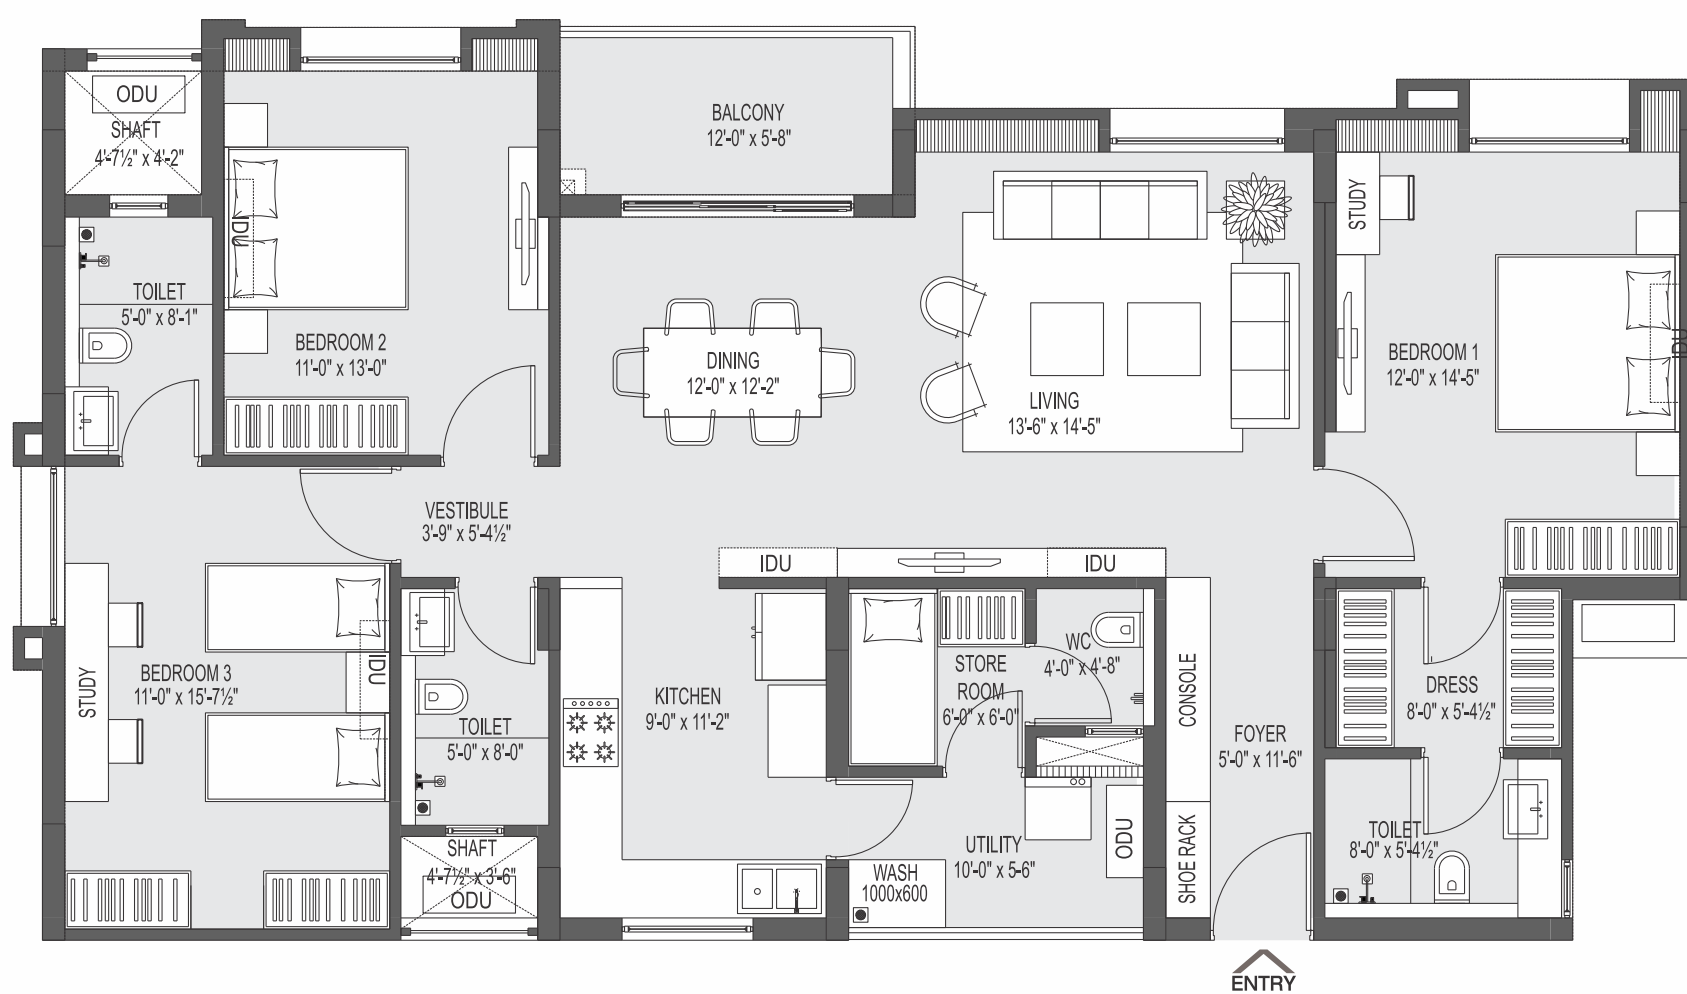 ODU
SHAFT
4'-7½" x 4'-2"
BALCONY
12'-0" x 5'-8"
STUDY
IDU
TOILET
5'-0" x 8'-1"
BEDROOM 2
11'-0" x 13'-0"
DINING
12'-0" x 12'-2"
LIVING
13'-6" x 14'-5"
BEDROOM 1
12'-0" x 14'-5"
IDU
VESTIBULE
3'-9" x 5'-4½"
IDU
IDU
BEDROOM 3
11'-0" x 15'-7½"
STUDY
IDU
TOILET
5'-0" x 8'-0"
KITCHEN
9'-0" x 11'-2"
STORE
ROOM
6'-0" x 6'-0"
WC
4'-0" x 4'-8"
CONSOLE
FOYER
5'-0" x 11'-6"
DRESS
8'-0" x 5'-4½"
SHAFT
4'-7½" x 3'-6"
ODU
WASH
1000x600
UTILITY
10'-0" x 5-6"
ODU
SHOE RACK
TOILET
8'-0" x 5'-4½"
ENTRY